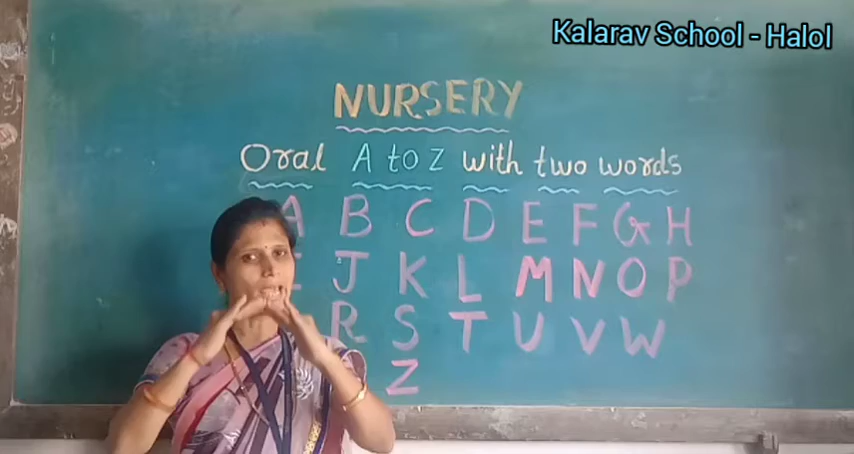 Kalarav School - Halol
NURSERY
Oral A to Z with two words
A B C D E F G H
J K L M N O P
R S T U V W
Z